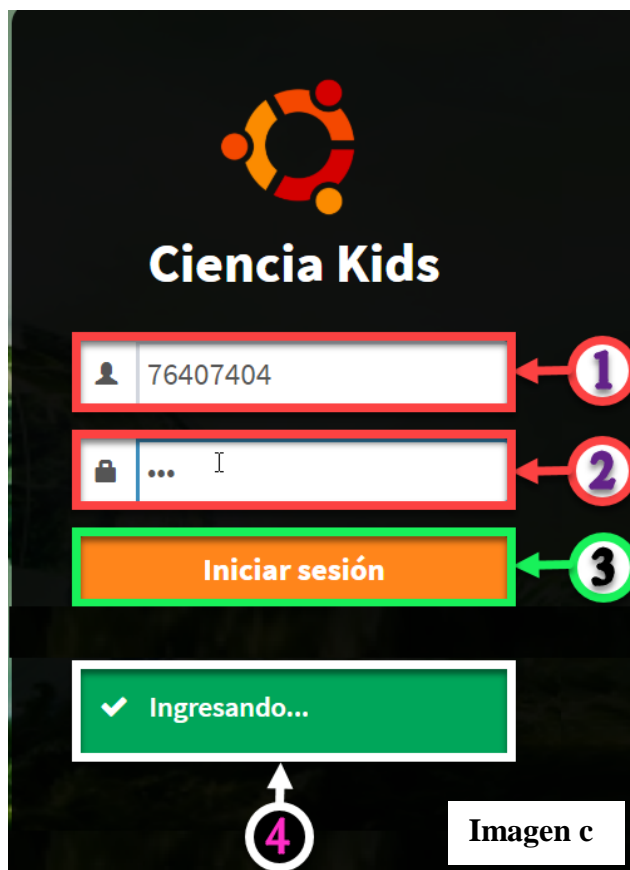 Ciencia Kids
76407404
1
•••
2
Iniciar sesión
3
Ingresando...
4
Imagen c